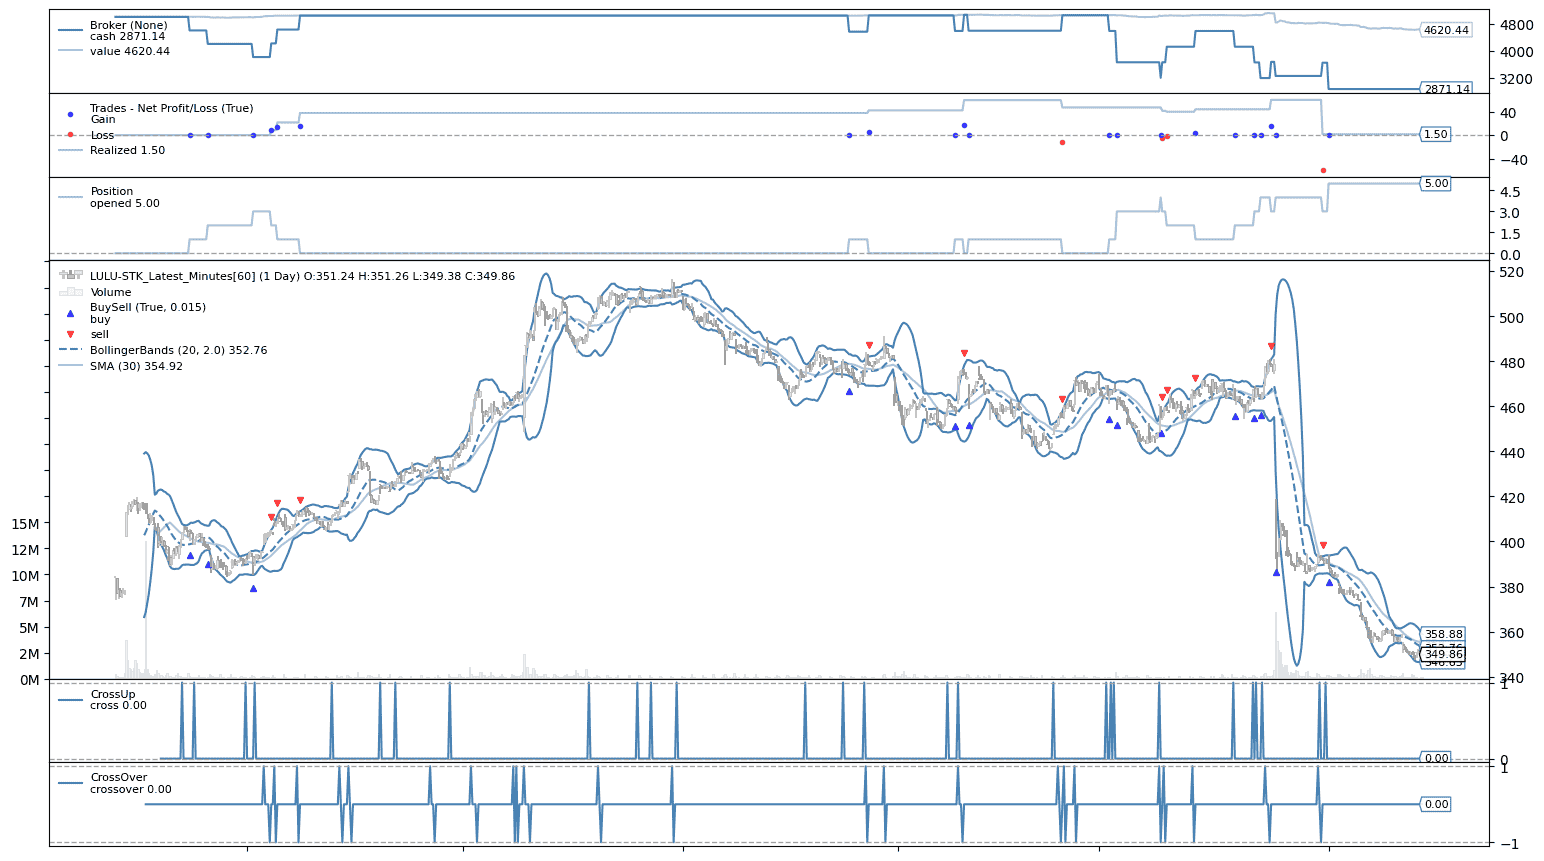 Broker (None)
cash 2871.14
value 4620.44
4620.44
2871.14
4800
4000
3200
Trades - Net Profit/Loss (True)
Gain
Loss
Realized 1.50
1.50
40
0
−40
Position
opened 5.00
5.00
4.5
3.0
1.5
0.0
LULU-STK_Latest_Minutes[60] (1 Day) O:351.24 H:351.26 L:349.38 C:349.86
Volume
BuySell (True, 0.015)
buy
sell
BollingerBands (20, 2.0) 352.76
SMA (30) 354.92
15M
12M
10M
7M
5M
2M
0M
520
500
480
460
440
420
400
380
360
340
358.88
349.86
CrossUp
cross 0.00
1
0
0.00
CrossOver
crossover 0.00
1
0.00
−1